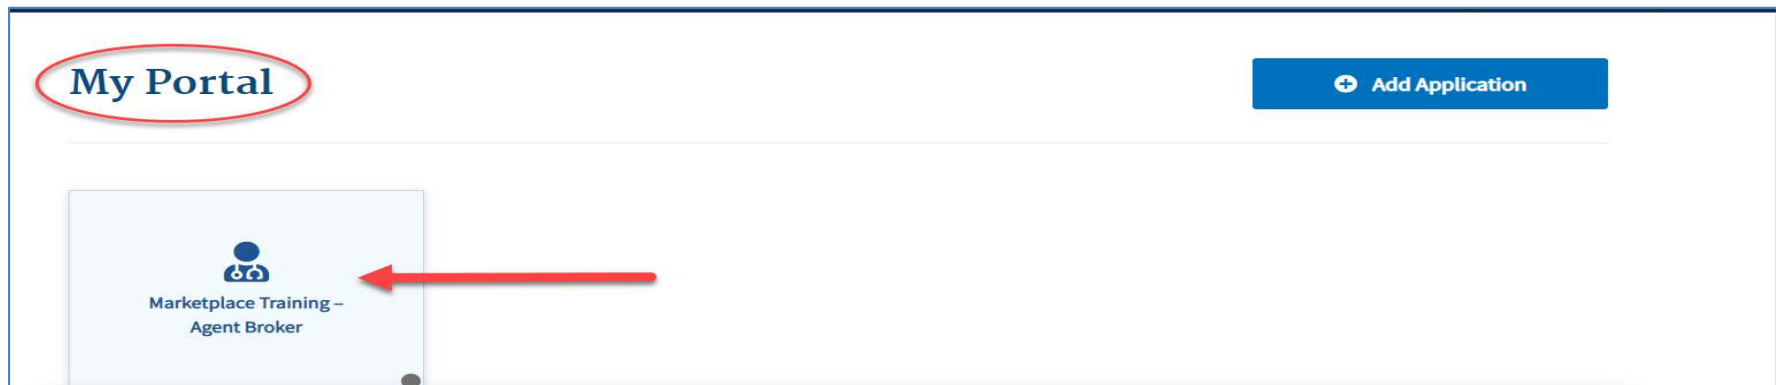 My Portal
Add Application
Marketplace Training –
Agent Broker